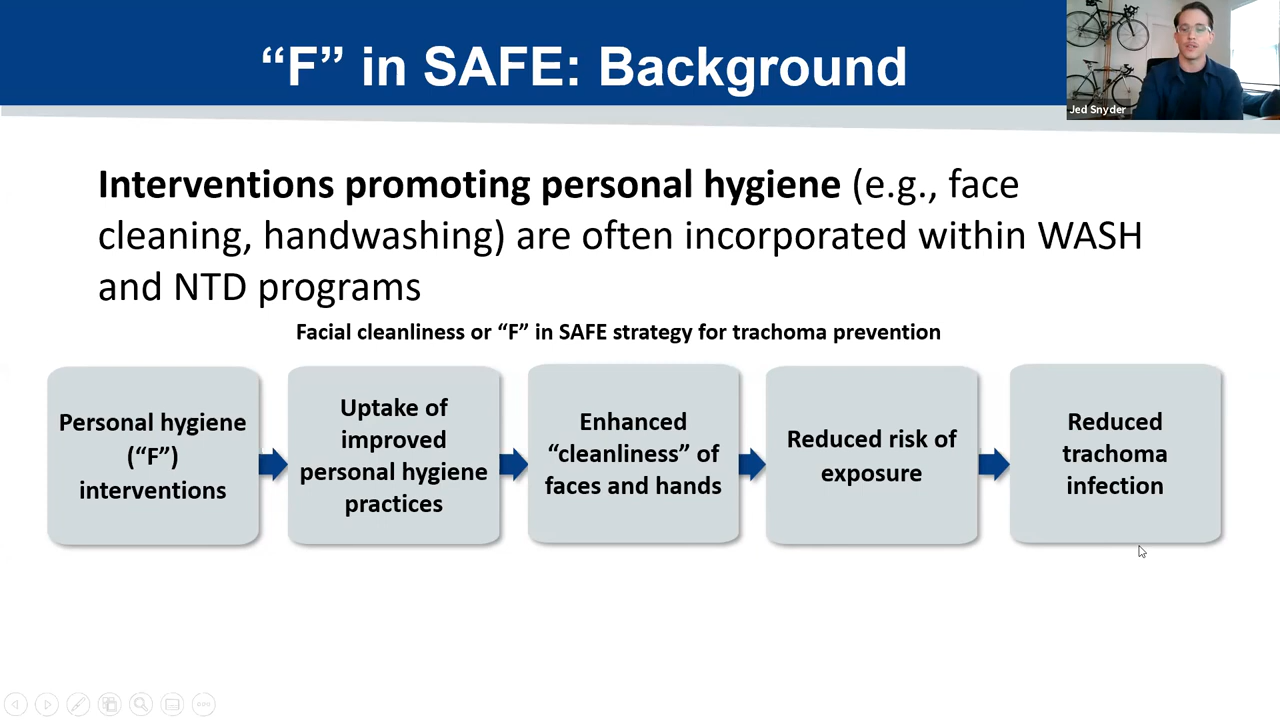 “F” in SAFE: Background
Jed Snyder
Interventions promoting personal hygiene (e.g., face
cleaning, handwashing) are often incorporated within WASH
and NTD programs
Facial cleanliness or “F” in SAFE strategy for trachoma prevention
Personal hygiene
(“F”)
interventions
Uptake of
improved
personal hygiene
practices
Enhanced
“cleanliness” of
faces and hands
Reduced risk of
exposure
Reduced
trachoma
infection